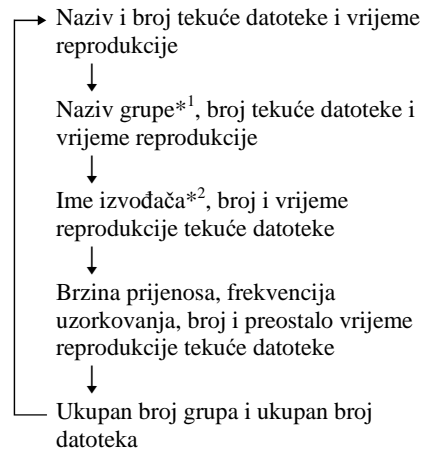 Naziv i broj tekuće datoteke i vrijeme
reprodukcije
Naziv grupe*1, broj tekuće datoteke i
vrijeme reprodukcije
Ime izvođača*2, broj i vrijeme
reprodukcije tekuće datoteke
Brzina prijenosa, frekvencija
uzorkovanja, broj i preostalo vrijeme
reprodukcije tekuće datoteke
Ukupan broj grupa i ukupan broj
datoteka